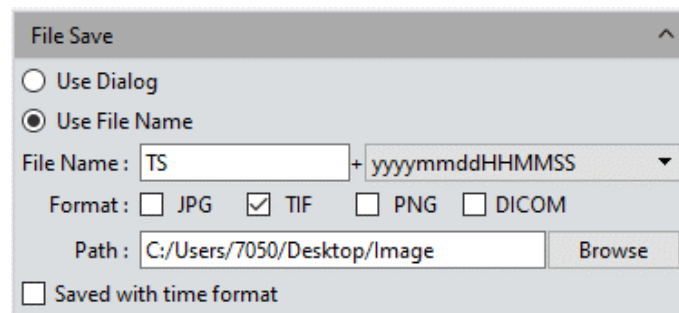 File Save
Use Dialog
Use File Name
File Name : TS + yyyymmddHHMMSS
Format : JPG TIF PNG DICOM
Path : C:/Users/7050/Desktop/Image Browse
Saved with time format